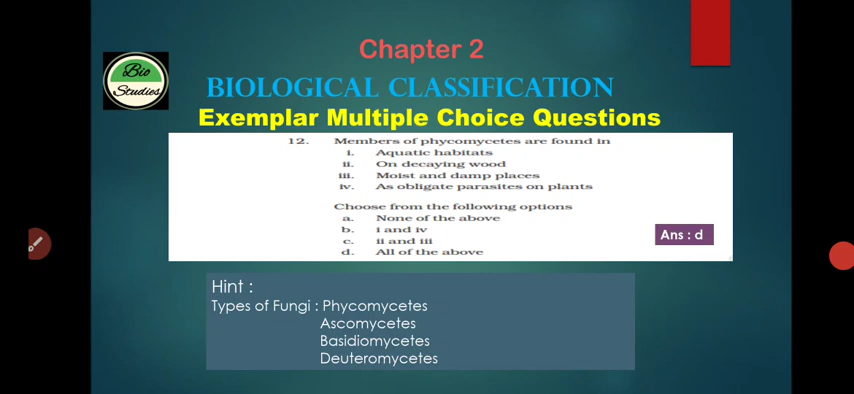 Chapter 2
Bio
Studies
BIOLOGICAL CLASSIFICATION
Exemplar Multiple Choice Questions
12. Members of phycomycetes are found in
i. Aquatic habitats
ii. On decaying wood
iii. Moist and damp places
iv. As obligate parasites on plants
Choose from the following options
a. None of the above
b. i and iv
c. ii and iii
d. All of the above
Ans : d
Hint :
Types of Fungi : Phycomycetes
Ascomycetes
Basidiomycetes
Deuteromycetes